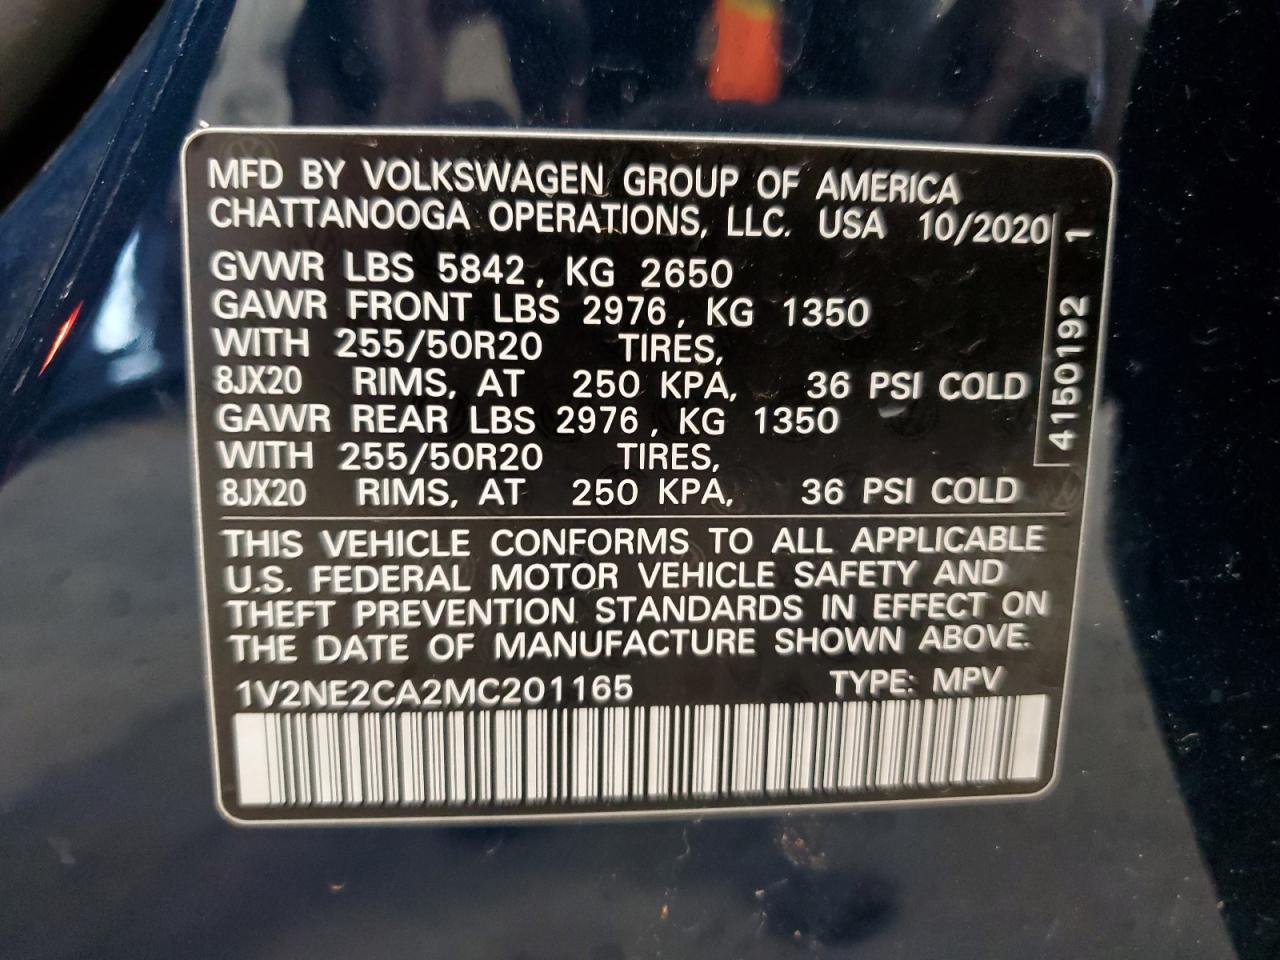 MFD BY VOLKSWAGEN GROUP OF AMERICA
CHATTANOOGA OPERATIONS, LLC. USA 10/2020
GVWR LBS 5842, KG 2650
GAWR FRONT LBS 2976, KG 1350
WITH 255/50R20 TIRES,
8JX20 RIMS, AT 250 KPA, 36 PSI COLD
GAWR REAR LBS 2976, KG 1350
WITH 255/50R20 TIRES,
8JX20 RIMS, AT 250 KPA, 36 PSI COLD
4150192 1
THIS VEHICLE CONFORMS TO ALL APPLICABLE
U.S. FEDERAL MOTOR VEHICLE SAFETY AND
THEFT PREVENTION STANDARDS IN EFFECT ON
THE DATE OF MANUFACTURE SHOWN ABOVE.
1V2NE2CA2MC201165 TYPE: MPV